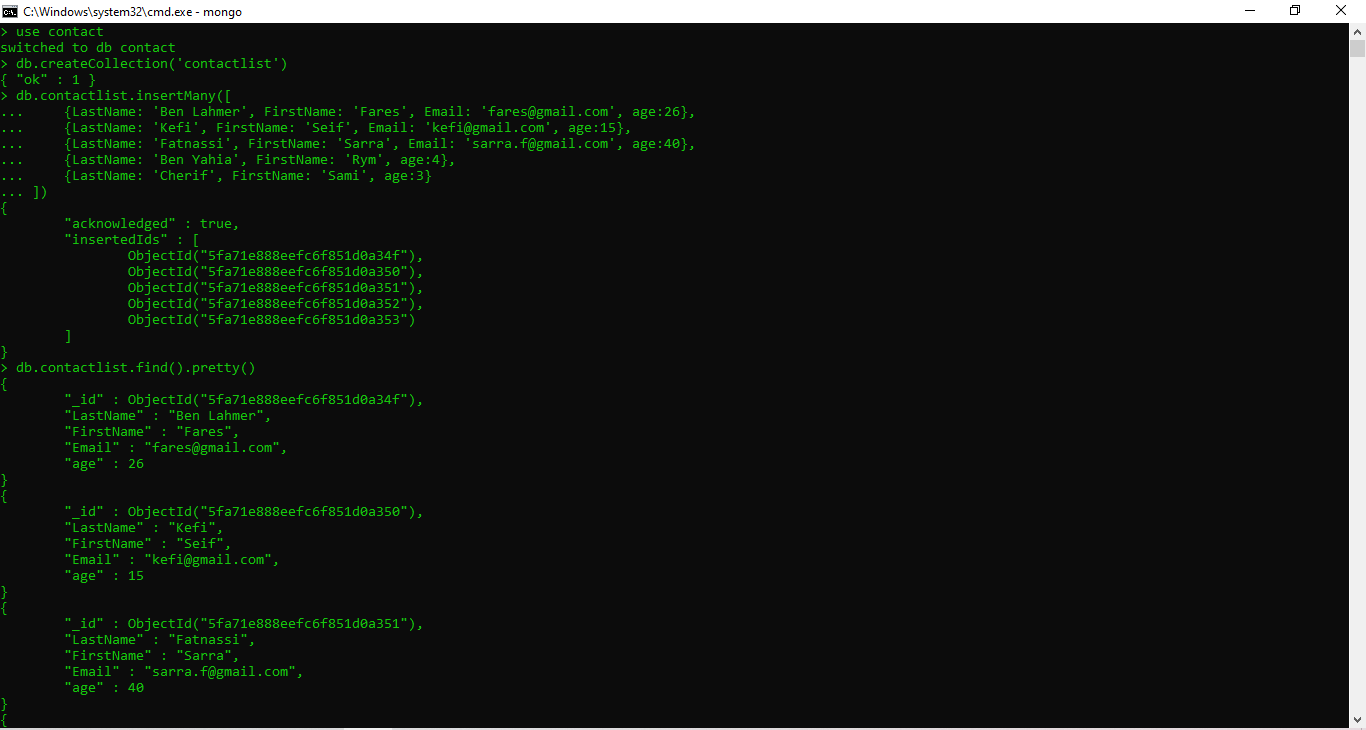 C:\Windows\system32\cmd.exe - mongo
> use contact
switched to db contact
> db.createCollection('contactlist')
{ "ok" : 1 }
> db.contactlist.insertMany([
...     {LastName: 'Ben Lahmer', FirstName: 'Fares', Email: 'fares@gmail.com', age:26},
...     {LastName: 'Kefi', FirstName: 'Seif', Email: 'kefi@gmail.com', age:15},
...     {LastName: 'Fatnassi', FirstName: 'Sarra', Email: 'sarra.f@gmail.com', age:40},
...     {LastName: 'Ben Yahia', FirstName: 'Rym', age:4},
...     {LastName: 'Cherif', FirstName: 'Sami', age:3}
... ])
{
        "acknowledged" : true,
        "insertedIds" : [
                ObjectId("5fa71e888eefc6f851d0a34f"),
                ObjectId("5fa71e888eefc6f851d0a350"),
                ObjectId("5fa71e888eefc6f851d0a351"),
                ObjectId("5fa71e888eefc6f851d0a352"),
                ObjectId("5fa71e888eefc6f851d0a353")
        ]
}
> db.contactlist.find().pretty()
{
        "_id" : ObjectId("5fa71e888eefc6f851d0a34f"),
        "LastName" : "Ben Lahmer",
        "FirstName" : "Fares",
        "Email" : "fares@gmail.com",
        "age" : 26
}
{
        "_id" : ObjectId("5fa71e888eefc6f851d0a350"),
        "LastName" : "Kefi",
        "FirstName" : "Seif",
        "Email" : "kefi@gmail.com",
        "age" : 15
}
{
        "_id" : ObjectId("5fa71e888eefc6f851d0a351"),
        "LastName" : "Fatnassi",
        "FirstName" : "Sarra",
        "Email" : "sarra.f@gmail.com",
        "age" : 40
}
{